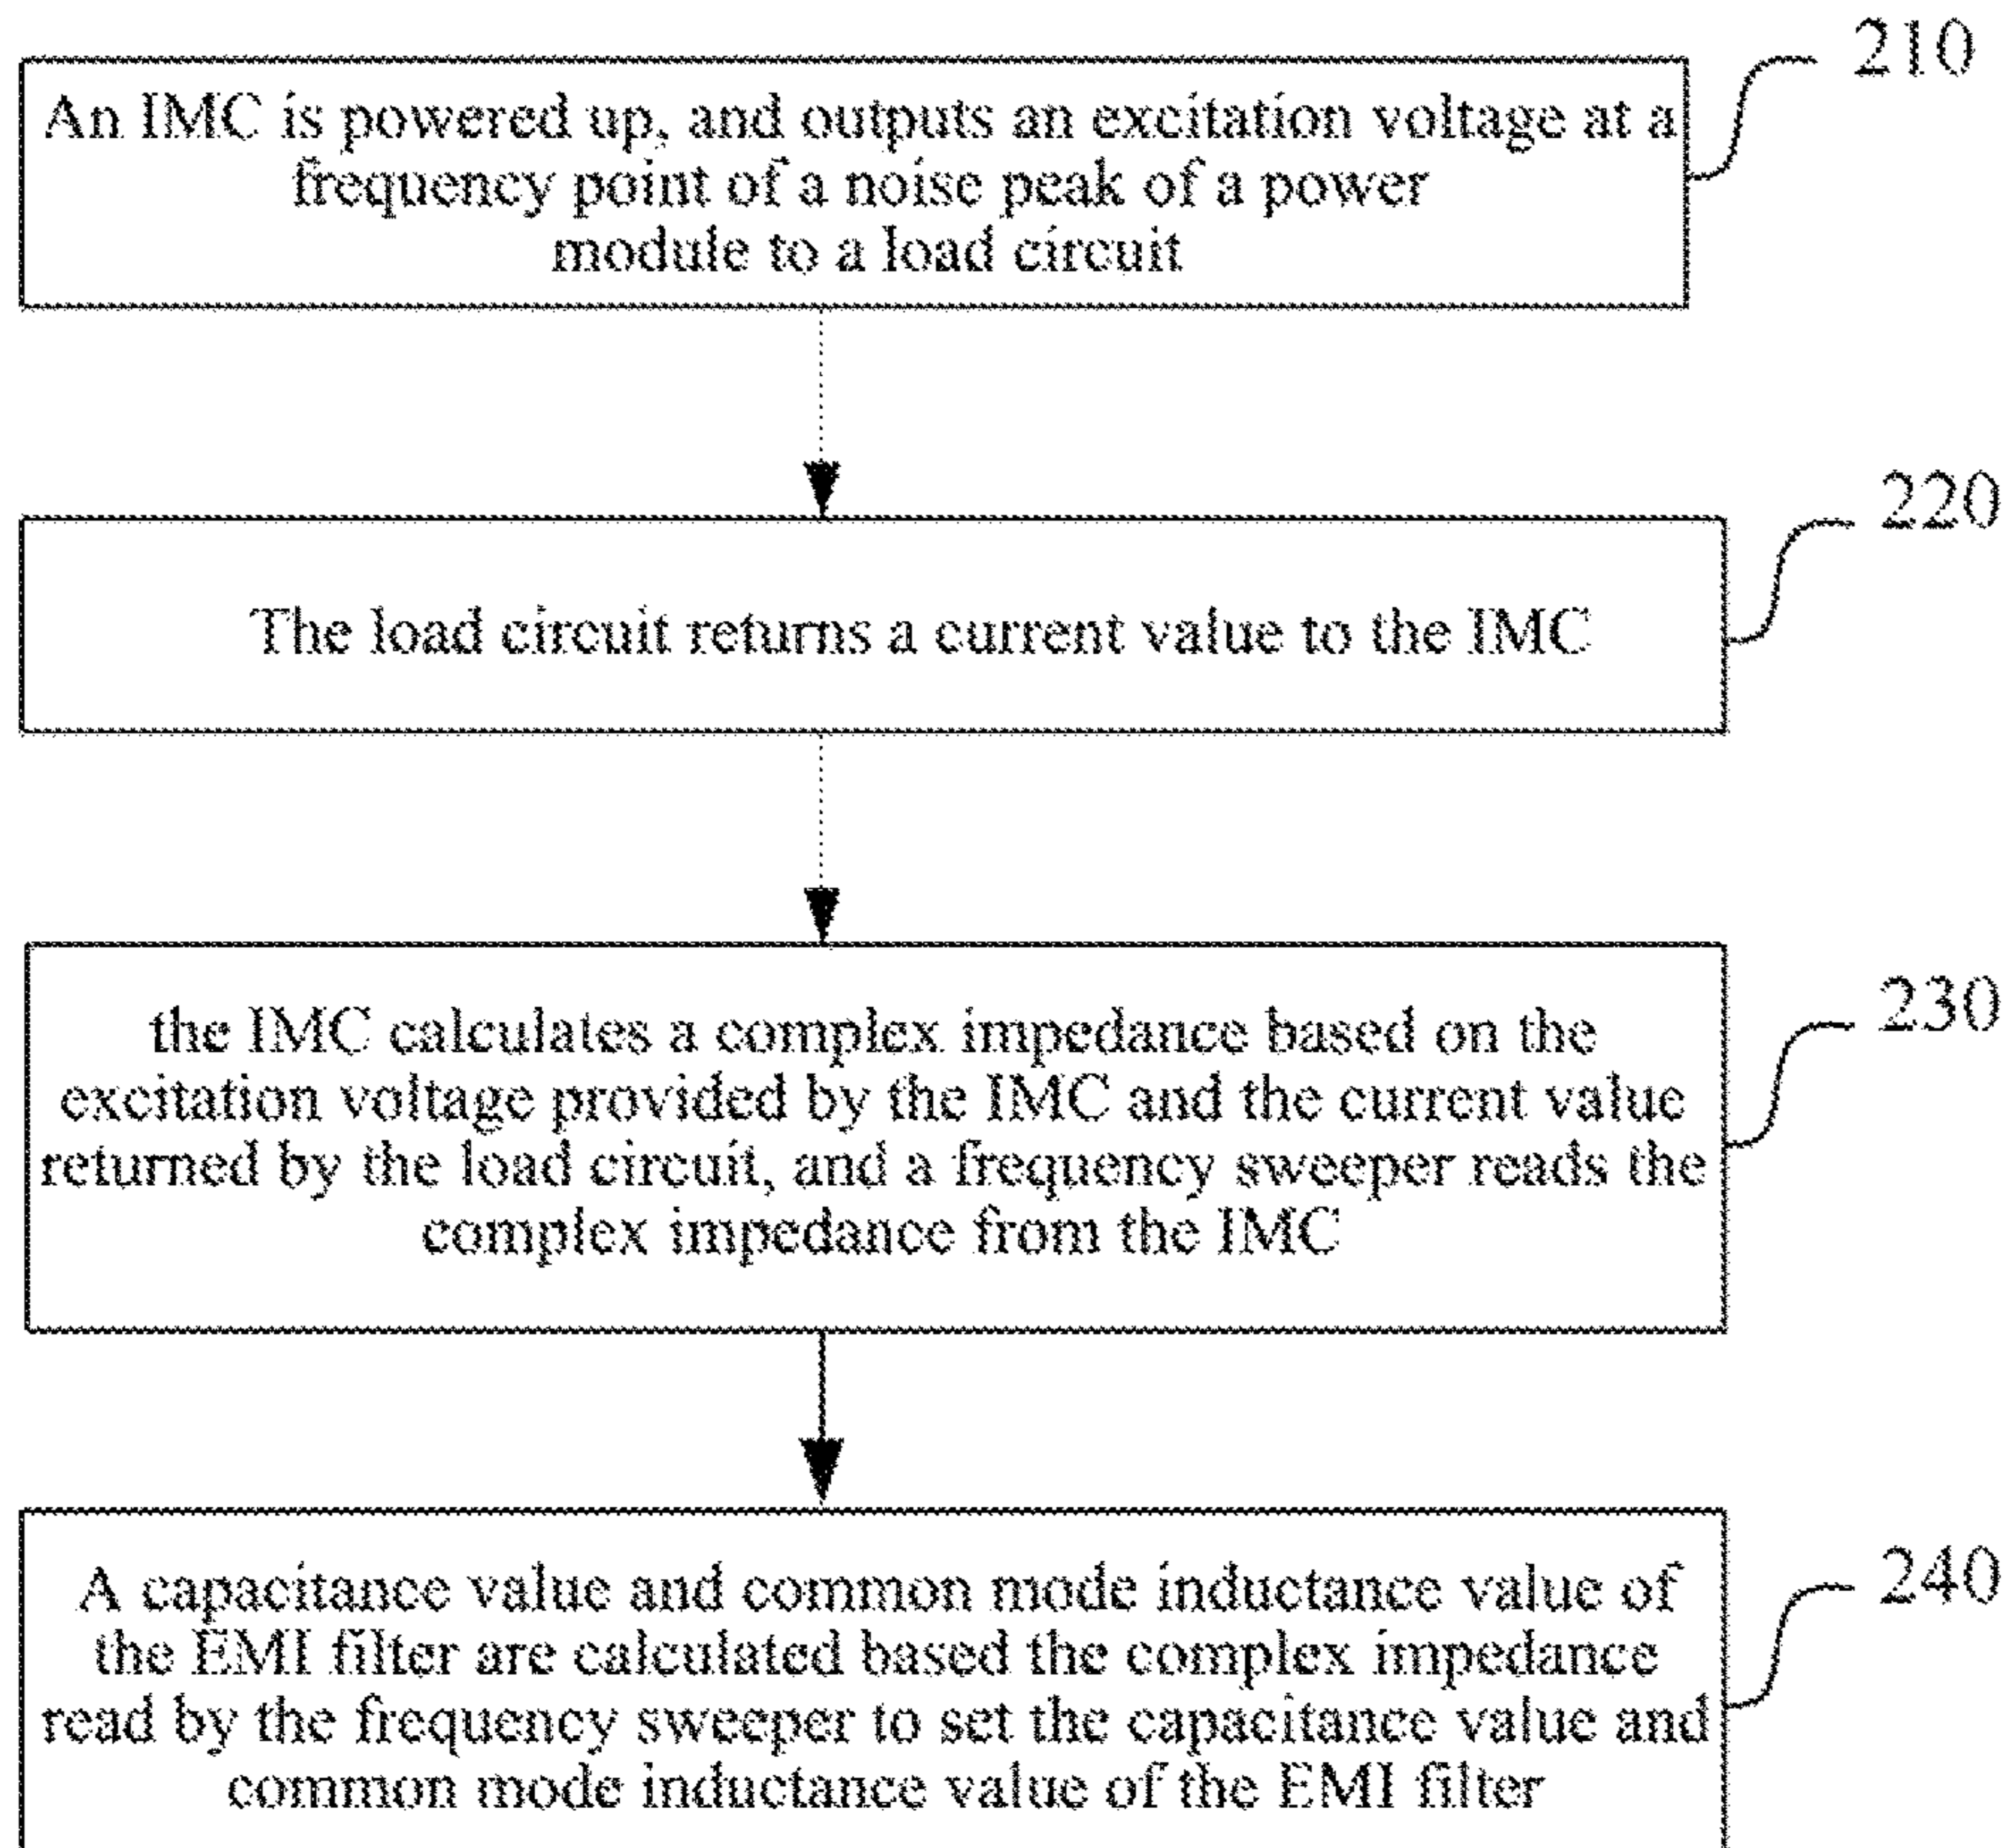 210
An IMC is powered up, and outputs an excitation voltage at a
frequency point of a noise peak of a power
module to a load circuit
220
The load circuit returns a current value to the IMC
230
the IMC calculates a complex impedance based on the
excitation voltage provided by the IMC and the current value
returned by the load circuit, and a frequency sweeper reads the
complex impedance from the IMC
240
A capacitance value and common mode inductance value of
the EMI filter are calculated based the complex impedance
read by the frequency sweeper to set the capacitance value and
common mode inductance value of the EMI filter